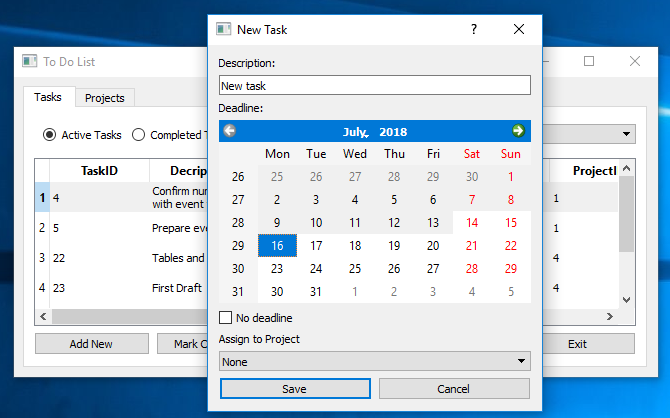 New Task
?
To Do List
Tasks
Projects
Active Tasks
Completed
TaskID
ProjectI
1
4
Confirm
with event
1
2
5
Prepare
1
3
22
Tables and
4
4
23
First Draft
4
Add New
Mark
Exit
Description:
New task
Deadline:
July, 2018
Mon Tue Wed Thu Fri Sat Sun
26 25 26 27 28 29 30 1
27 2 3 4 5 6 7 8
28 9 10 11 12 13 14 15
29 16 17 18 19 20 21 22
30 23 24 25 26 27 28 29
31 30 31 1 2 3 4 5
No deadline
Assign to Project
None
Save
Cancel